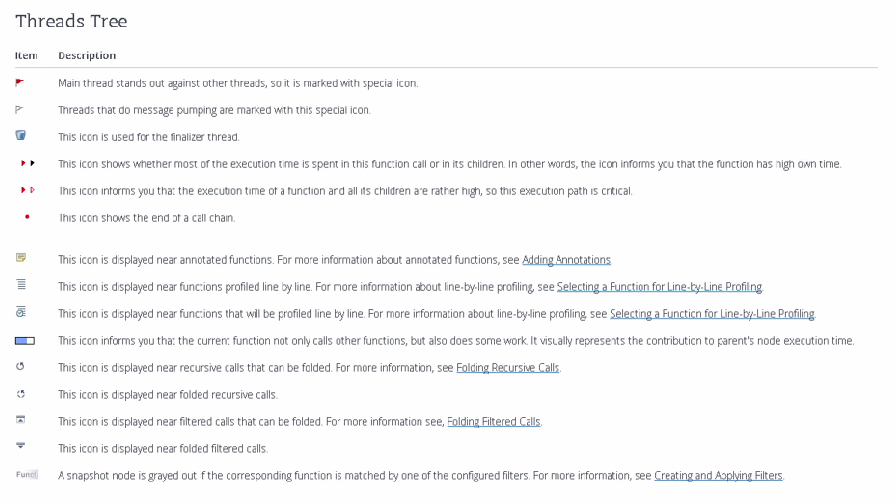 Threads Tree
Item Description
Main thread stands out against other threads, so it is marked with special icon.
Threads that do message pumping are marked with this special icon.
This icon is used for the finalizer thread.
This icon shows whether most of the execution time is spent in this function call or in its children. In other words, the icon informs you that the function has high own time.
This icon informs you that the execution time of a function and all its children are rather high, so this execution path is critical.
This icon shows the end of a call chain.
This icon is displayed near annotated functions. For more information about annotated functions, see Adding Annotations
This icon is displayed near functions profiled line by line. For more information about line-by-line profiling, see Selecting a Function for Line-by-Line Profiling.
This icon is displayed near functions that will be profiled line by line. For more information about line-by-line profiling, see Selecting a Function for Line-by-Line Profiling.
This icon informs you that the current function not only calls other functions, but also does some work. It visually represents the contribution to parent's node execution time.
This icon is displayed near recursive calls that can be folded. For more information, see Folding Recursive Calls.
This icon is displayed near folded recursive calls.
This icon is displayed near filtered calls that can be folded. For more information see, Folding Filtered Calls.
This icon is displayed near folded filtered calls.
A snapshot node is grayed out if the corresponding function is matched by one of the configured filters. For more information, see Creating and Applying Filters.